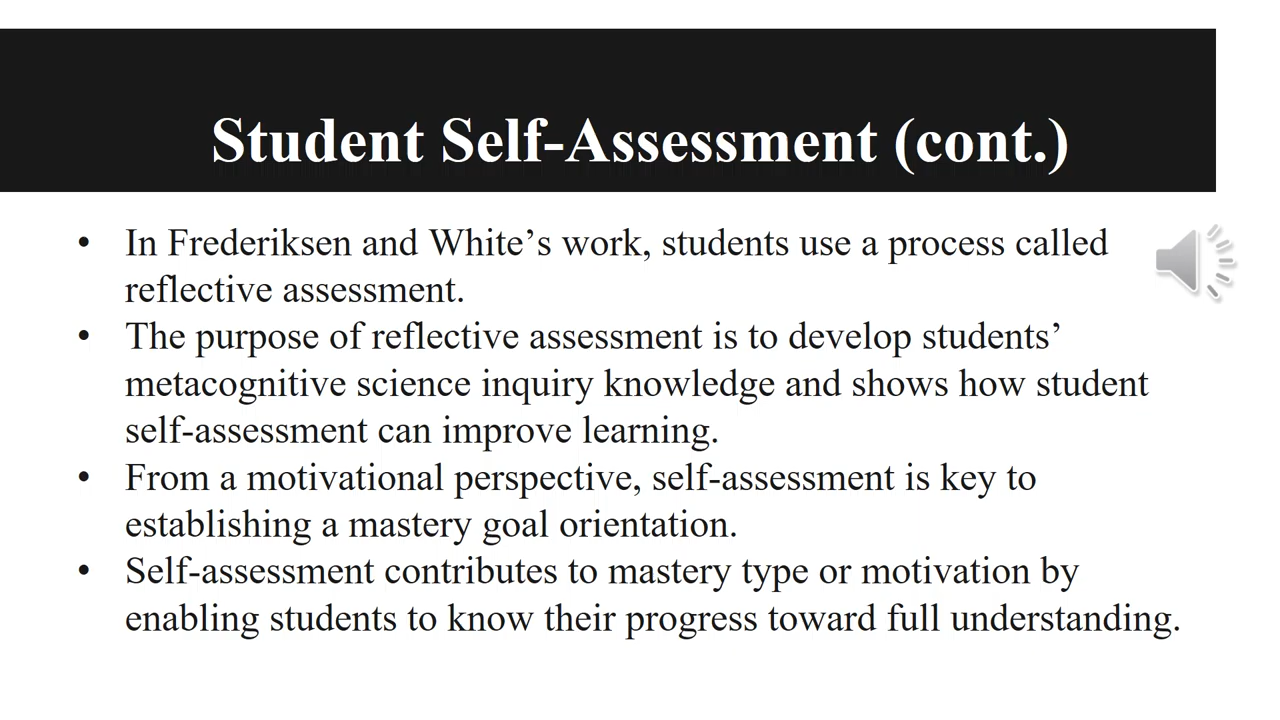 Student Self-Assessment (cont.)
• In Frederiksen and White’s work, students use a process called
reflective assessment.
• The purpose of reflective assessment is to develop students’
metacognitive science inquiry knowledge and shows how student
self-assessment can improve learning.
• From a motivational perspective, self-assessment is key to
establishing a mastery goal orientation.
• Self-assessment contributes to mastery type or motivation by
enabling students to know their progress toward full understanding.